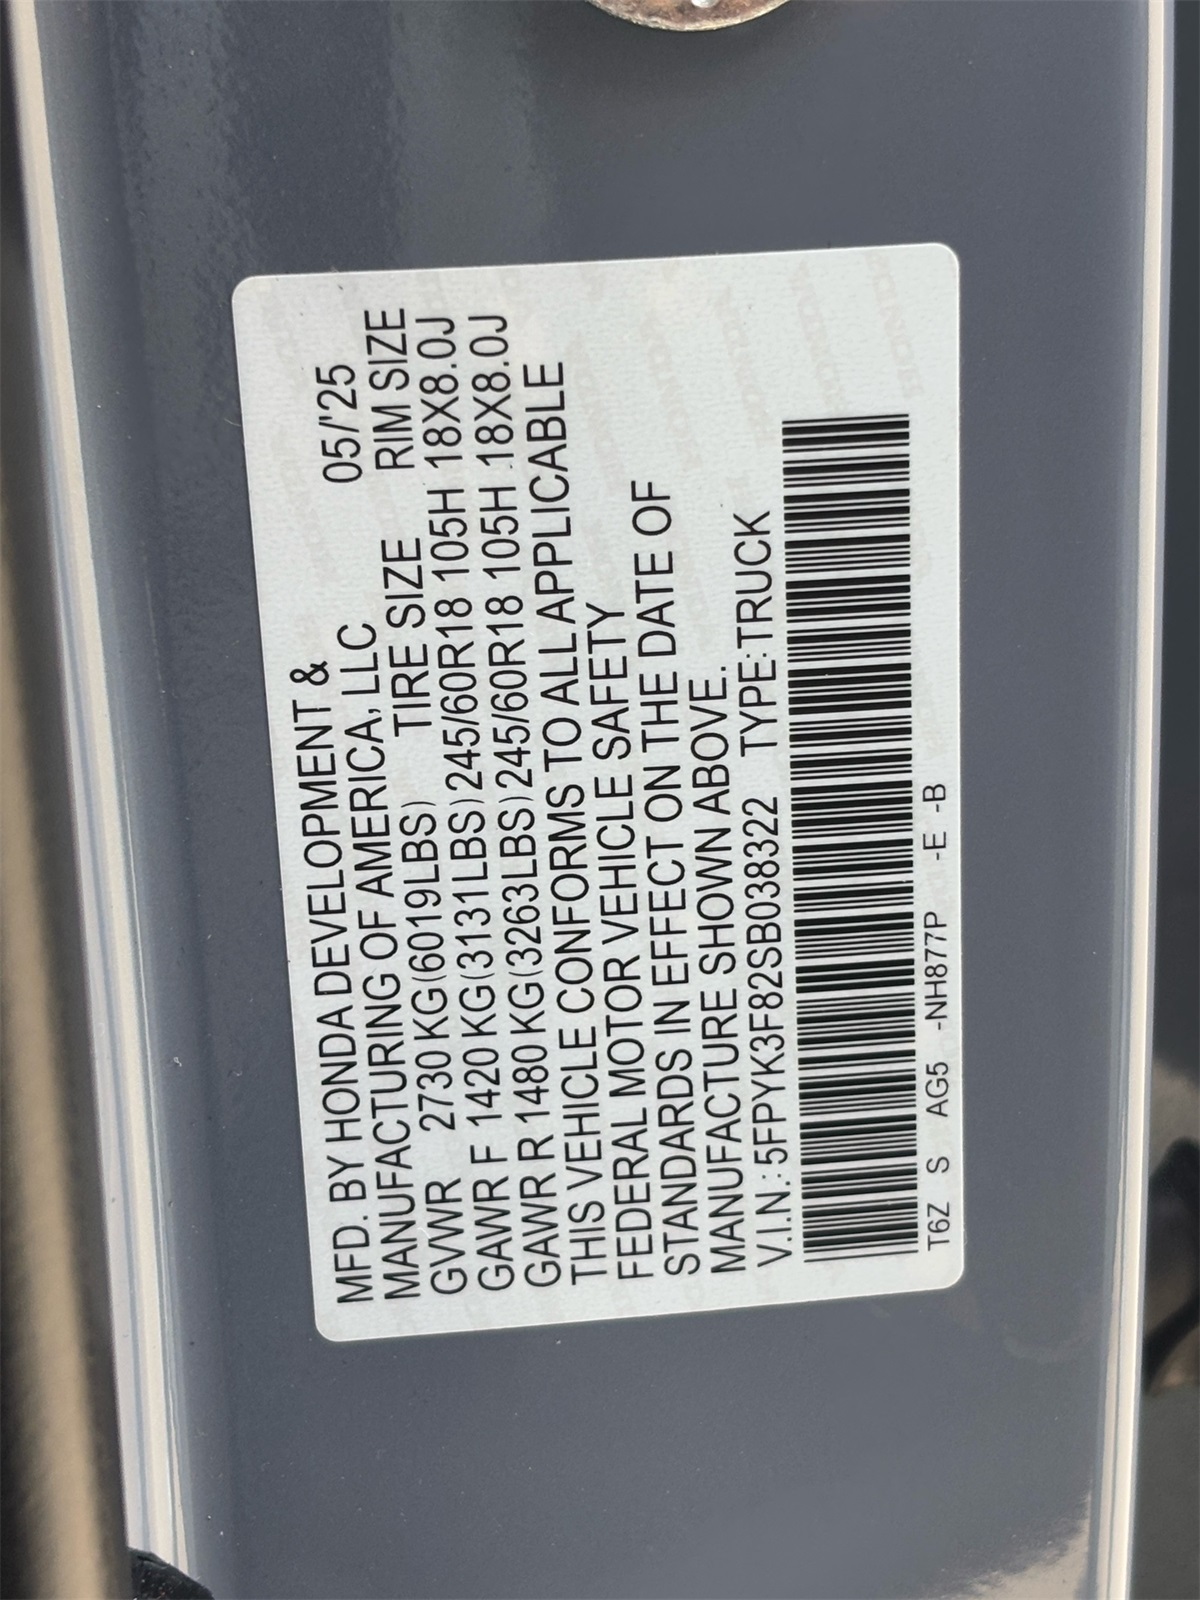 MFD. BY HONDA DEVELOPMENT &
MANUFACTURING OF AMERICA, LLC 05/'25
GVWR 2730 KG(6019LBS) TIRE SIZE RIM SIZE
GAWR F 1420 KG(3131LBS) 245/60R18 105H 18X8.0J
GAWR R 1480 KG(3263LBS) 245/60R18 105H 18X8.0J
THIS VEHICLE CONFORMS TO ALL APPLICABLE
FEDERAL MOTOR VEHICLE SAFETY
STANDARDS IN EFFECT ON THE DATE OF
MANUFACTURE SHOWN ABOVE.
V.I.N.: 5FPYK3F82SB038322 TYPE:TRUCK
T6Z S AG5 -NH877P -E -B